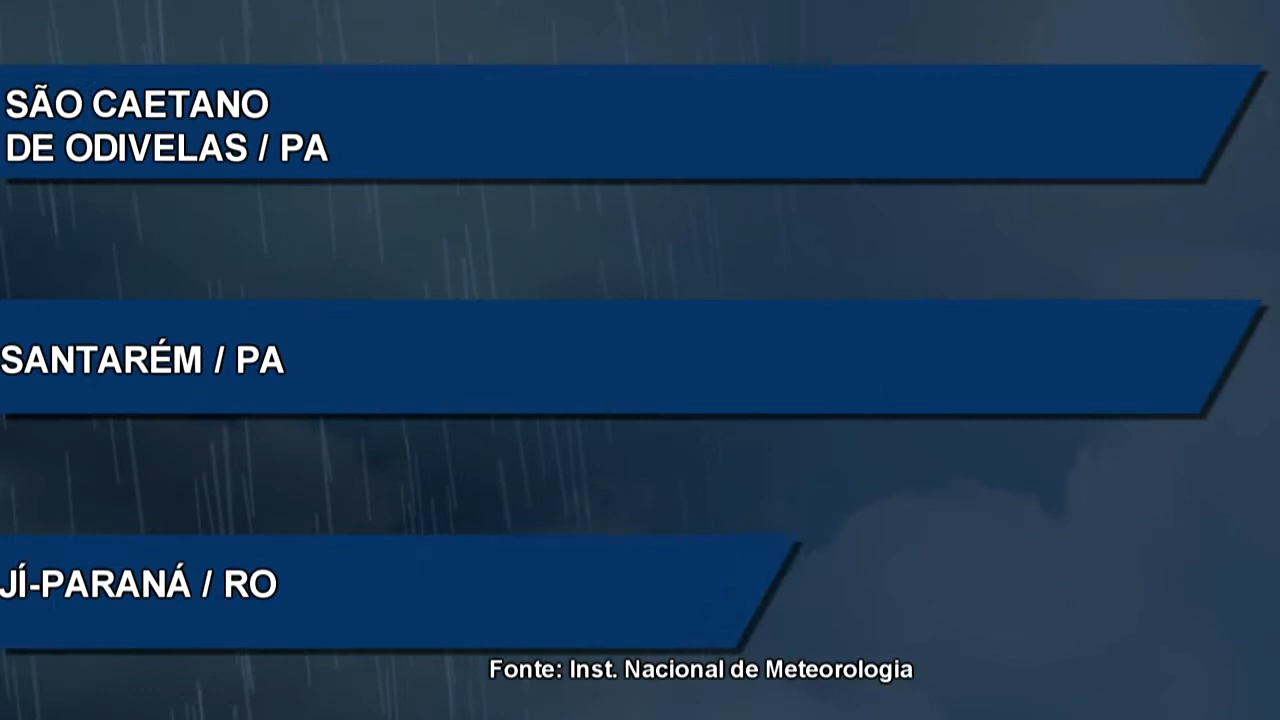 SÃO CAETANO
DE ODIVELAS / PA
SANTARÉM / PA
JÍ-PARANÁ / RO
Fonte: Inst. Nacional de Meteorologia